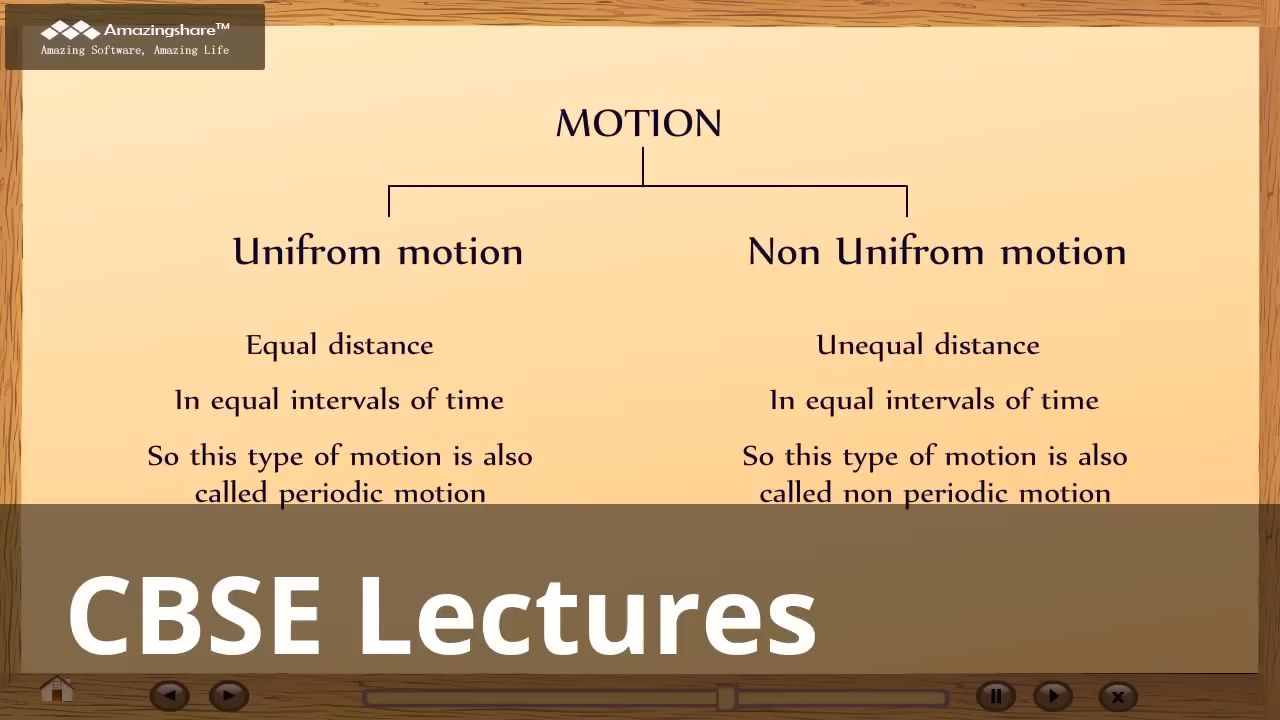 Amazingshare™
Amazing Software, Amazing Life
MOTION
Unifrom motion
Non Unifrom motion
Equal distance
In equal intervals of time
So this type of motion is also
called periodic motion
Unequal distance
In equal intervals of time
So this type of motion is also
called non periodic motion
CBSE Lectures